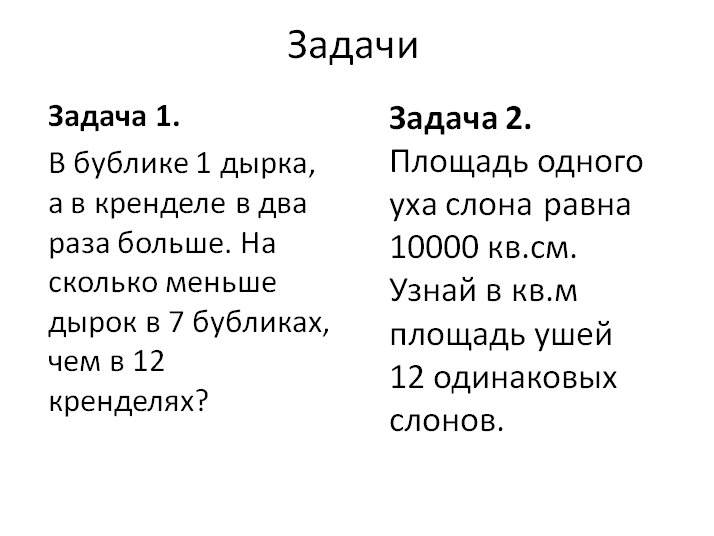 Задачи
Задача 1.
В бублике 1 дырка,
а в кренделе в два
раза больше. На
сколько меньше
дырок в 7 бубликах,
чем в 12
кренделях?
Задача 2.
Площадь одного
уха слона равна
10000 кв.см.
Узнай в кв.м
площадь ушей
12 одинаковых
слонов.